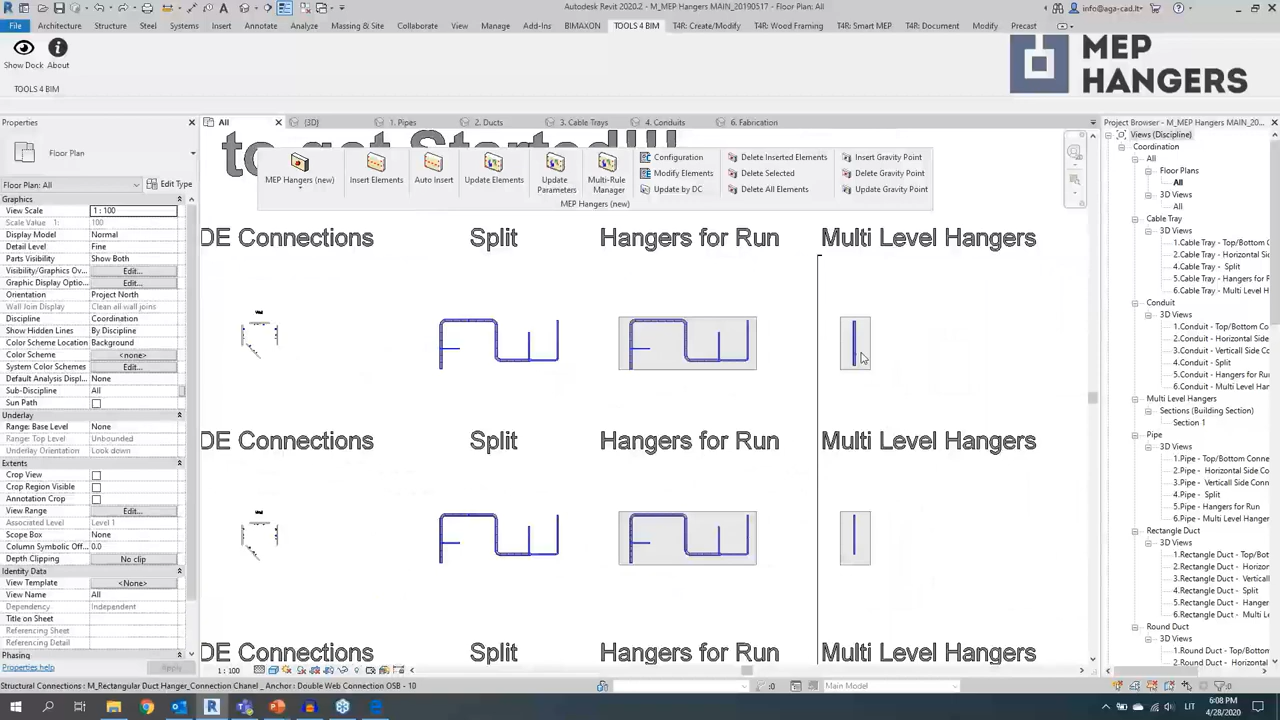 Autodesk Revit 2020.2 - M_MEP Hangers MAIN_20190517 - Floor Plan: All
info@aga-cad.lt
File Architecture Structure Steel Systems Insert Annotate Analyze Massing & Site Collaborate View Manage Add-Ins BIMAXON TOOLS 4 BIM T4R: Create/Modify T4R: Wood Framing T4R: Smart MEP T4R: Document Modify Precast
Show Dock About
TOOLS 4 BIM
MEP
HANGERS
Properties
Floor Plan
Floor Plan: All
Edit Type
Graphics
View Scale 1 : 100
Scale Value 1: 100
Display Model Normal
Detail Level Fine
Parts Visibility Show Both
Visibility/Graphics Ov... Edit...
Graphic Display Optio... Edit...
Orientation Project North
Wall Join Display Clean all wall joins
Discipline Coordination
Show Hidden Lines By Discipline
Color Scheme Location Background
Color Scheme <none>
System Color Schemes Edit...
Default Analysis Displ... None
Sub-Discipline All
Sun Path
Underlay
Range: Base Level None
Range: Top Level Unbounded
Underlay Orientation Look down
Extents
Crop View
Crop Region Visible
Annotation Crop
View Range Edit...
Associated Level Level 1
Scope Box None
Column Symbolic Off... 0.0
Depth Clipping No clip
Identity Data
View Template <None>
View Name All
Dependency Independent
Title on Sheet
Referencing Sheet
Referencing Detail
Phasing
Properties help
Apply
All {3D} 1. Pipes 2. Ducts 3. Cable Trays 4. Conduits 6. Fabrication
to get Started!!!!
MEP Hangers (new)
Insert Elements
Auto Insert
Update Elements
Update Parameters
Multi-Rule Manager
Configuration
Modify Elements
Update by DC
Delete Inserted Elements
Delete Selected
Delete All Elements
Insert Gravity Point
Delete Gravity Point
Update Gravity Point
MEP Hangers (new)
DE Connections Split Hangers for Run Multi Level Hangers
DE Connections Split Hangers for Run Multi Level Hangers
DE Connections Split Hangers for Run Multi Level Hangers
Project Browser - M_MEP Hangers MAIN_201905...
Views (Discipline)
Coordination
All
Floor Plans
All
3D Views
All
Cable Tray
3D Views
1.Cable Tray - Top/Bottom C
2.Cable Tray - Horizontal Sid
4.Cable Tray - Split
5.Cable Tray - Hangers for R
6.Cable Tray - Multi Level H
Conduit
3D Views
1.Conduit - Top/Bottom Co
2.Conduit - Horizontal Side
3.Conduit - Verticall Side Co
4.Conduit - Split
5.Conduit - Hangers for Ru
6.Conduit - Multi Level Han
Multi Level Hangers
Sections (Building Section)
Section 1
Pipe
3D Views
1.Pipe - Top/Bottom Conne
2.Pipe - Horizontal Side Co
3.Pipe - Verticall Side Conn
4.Pipe - Split
5.Pipe - Hangers for Run
6.Pipe - Multi Level Hanger
Rectangle Duct
3D Views
1.Rectangle Duct - Top/Bot
2.Rectangle Duct - Horizo
3.Rectangle Duct - Vertical
4.Rectangle Duct - Split
5.Rectangle Duct - Hanger
6.Rectangle Duct - Multi L
Round Duct
3D Views
1.Round Duct - Top/Botto
1 : 100
Structural Connections : M_Rectangular Duct Hanger_Connection Chanel _ Anchor: Double Web Connection OSB - 10
:0
Main Model
:0
LIT
6:08 PM
4/28/2020